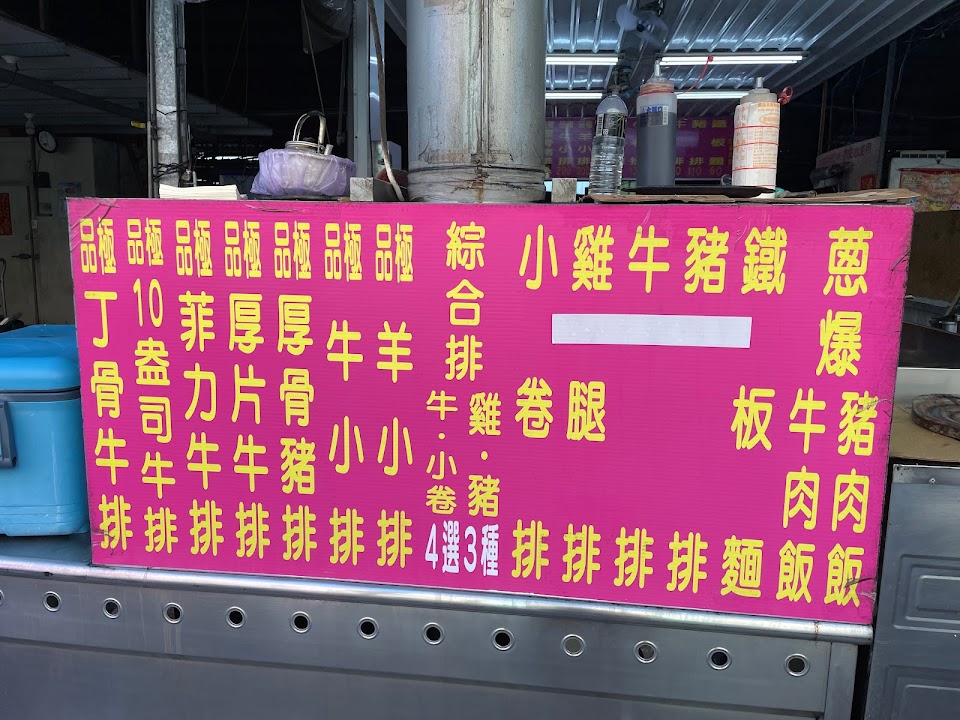 蔥爆
豬肉飯
牛肉飯
鐵板麵
豬排
牛排
雞腿排
小卷排
綜合排
雞·豬
牛·小卷
4選3種
極品羊小排
極品牛小排
極品厚骨豬排
極品厚片牛排
極品菲力牛排
極品10盎司牛排
極品丁骨牛排